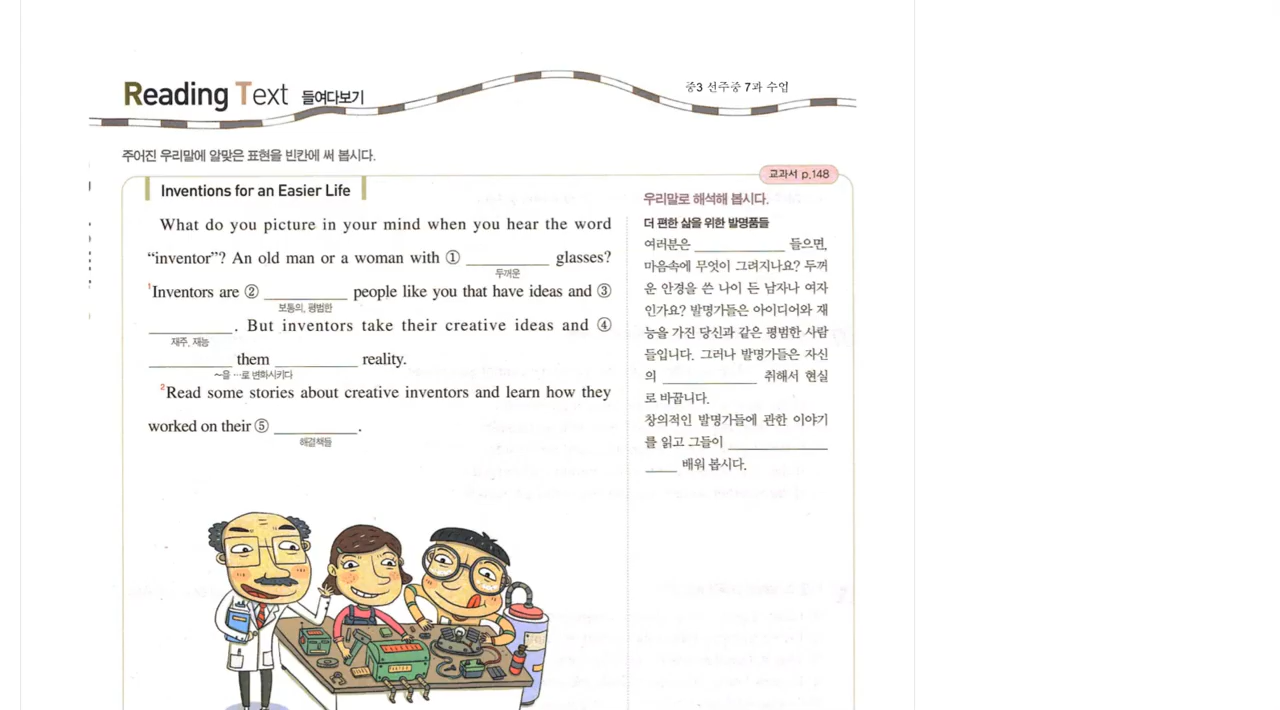 Reading Text 들여다보기
중3 선주중 7과 수업
주어진 우리말에 알맞은 표현을 빈칸에 써 봅시다.
교과서 p.148
Inventions for an Easier Life
What do you picture in your mind when you hear the word
“inventor”? An old man or a woman with ① __________ glasses?
두꺼운
1Inventors are ② __________ people like you that have ideas and ③
보통의, 평범한
__________. But inventors take their creative ideas and ④
재주, 재능
__________ them __________ reality.
~을 …로 변화시키다
2Read some stories about creative inventors and learn how they
worked on their ⑤ __________.
해결책들
우리말로 해석해 봅시다.
더 편한 삶을 위한 발명품들
여러분은 __________ 들으면,
마음속에 무엇이 그려지나요? 두꺼
운 안경을 쓴 나이 든 남자나 여자
인가요? 발명가들은 아이디어와 재
능을 가진 당신과 같은 평범한 사람
들입니다. 그러나 발명가들은 자신
의 __________ 취해서 현실
로 바꿉니다.
창의적인 발명가들에 관한 이야기
를 읽고 그들이 __________
____ 배워 봅시다.